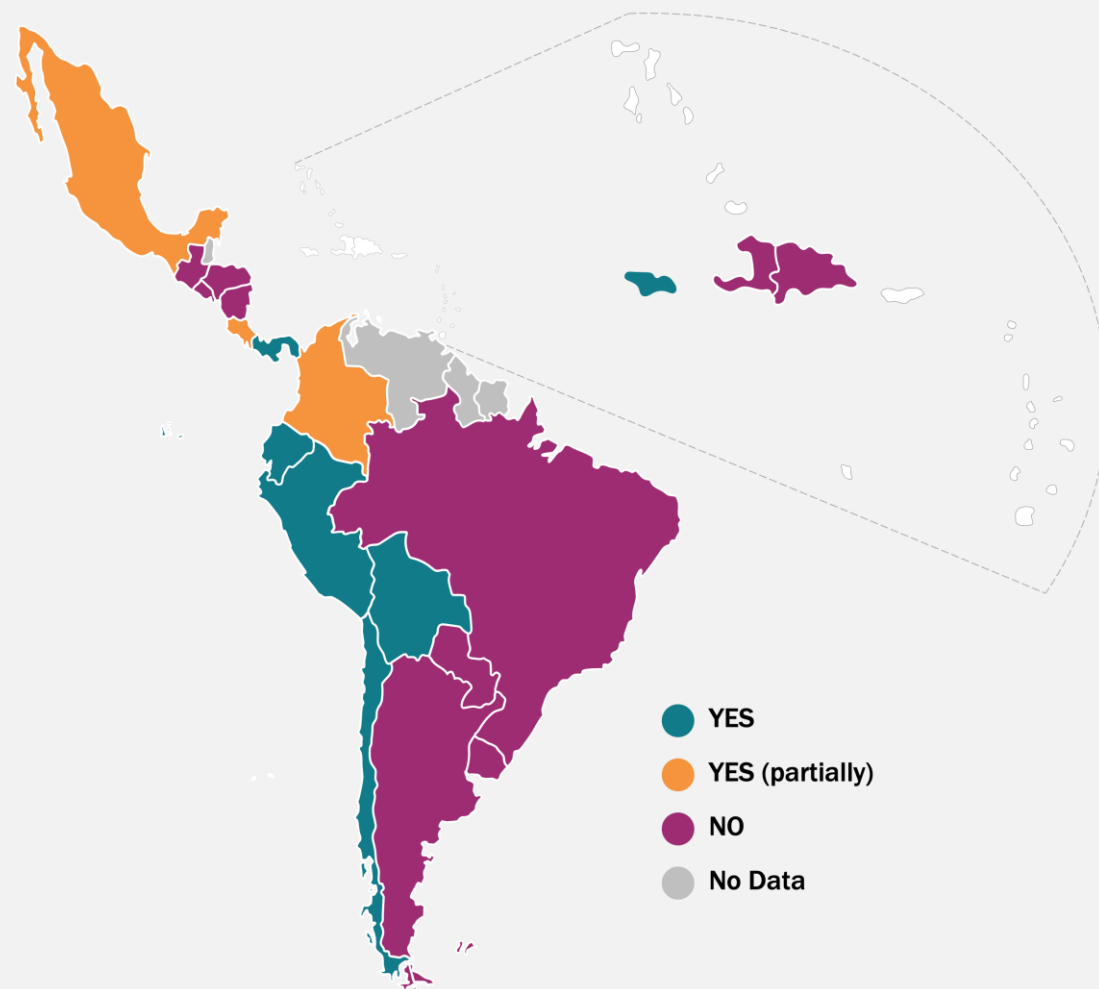 YES
YES (partially)
NO
No Data